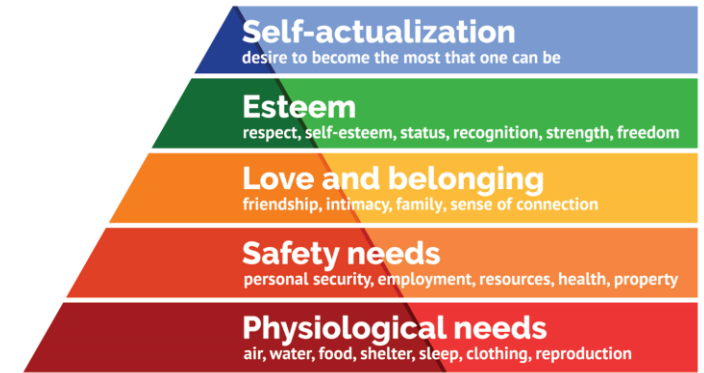 Self-actualization
desire to become the most that one can be
Esteem
respect, self-esteem, status, recognition, strength, freedom
Love and belonging
friendship, intimacy, family, sense of connection
Safety needs
personal security, employment, resources, health, property
Physiological needs
air, water, food, shelter, sleep, clothing, reproduction